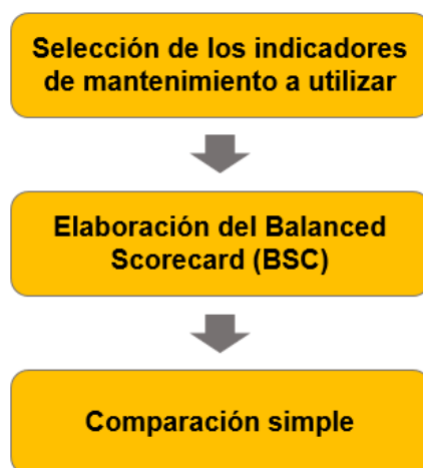 Selección de los indicadores
de mantenimiento a utilizar
Elaboración del Balanced
Scorecard (BSC)
Comparación simple